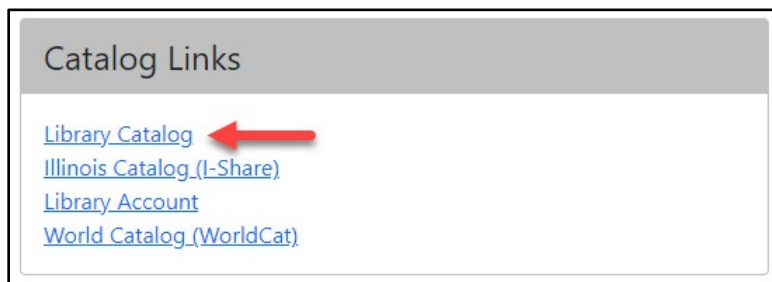 Catalog Links
Library Catalog
Illinois Catalog (I-Share)
Library Account
World Catalog (WorldCat)